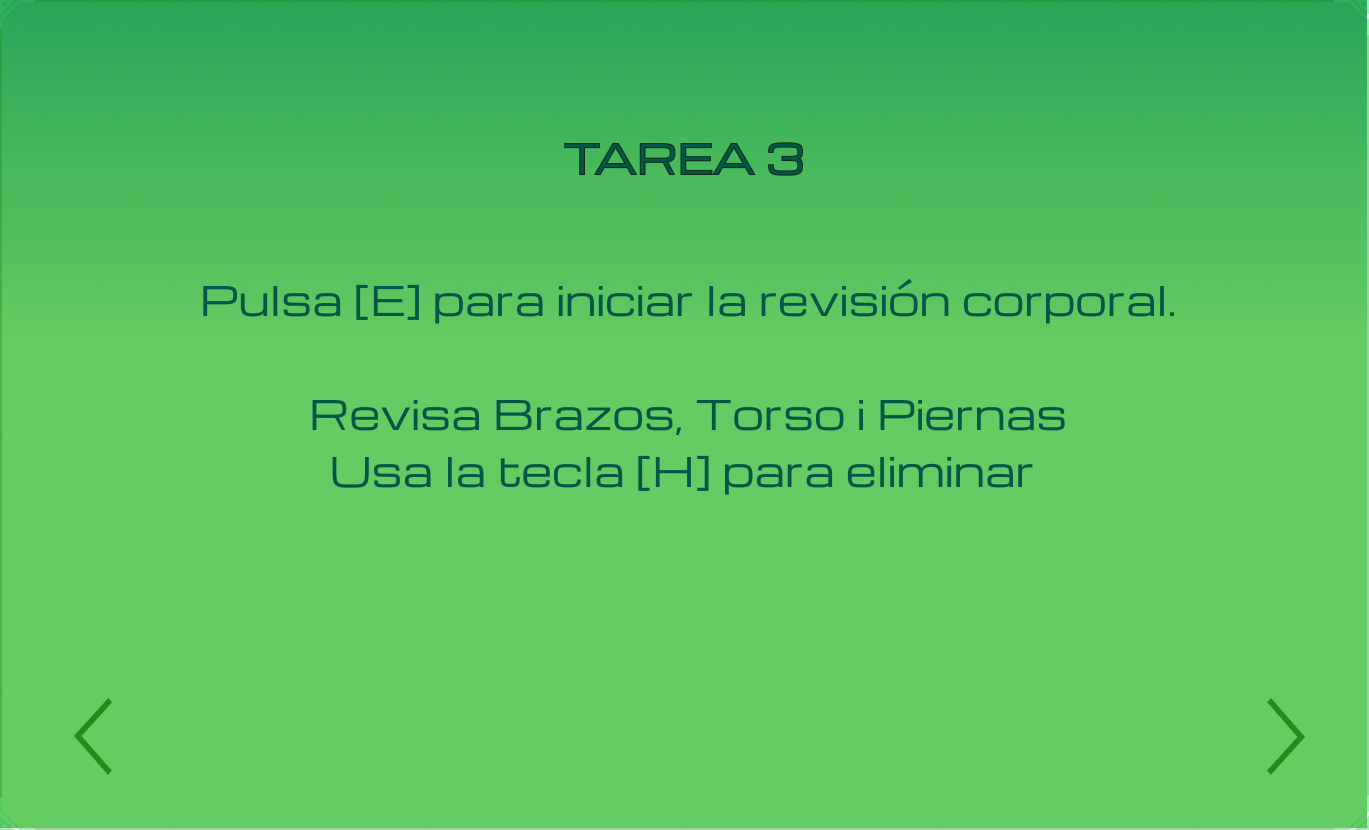 TAREA 3
Pulsa [E] para iniciar la revisión corporal.
Revisa Brazos, Torso i Piernas
Usa la tecla [H] para eliminar